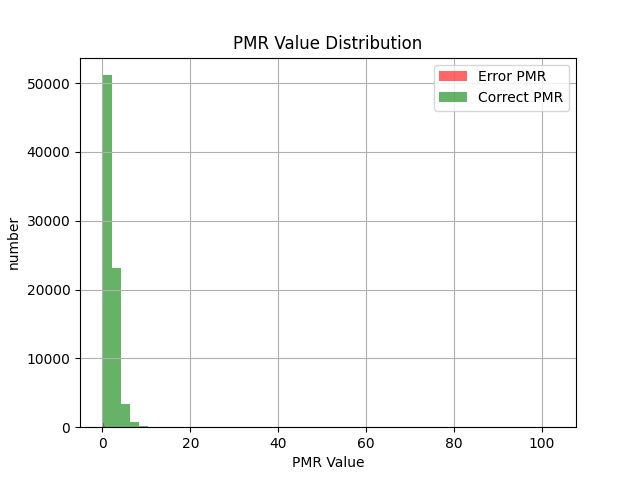 PMR Value Distribution
Error PMR
Correct PMR
50000
40000
30000
20000
10000
0
number
0 20 40 60 80 100
PMR Value